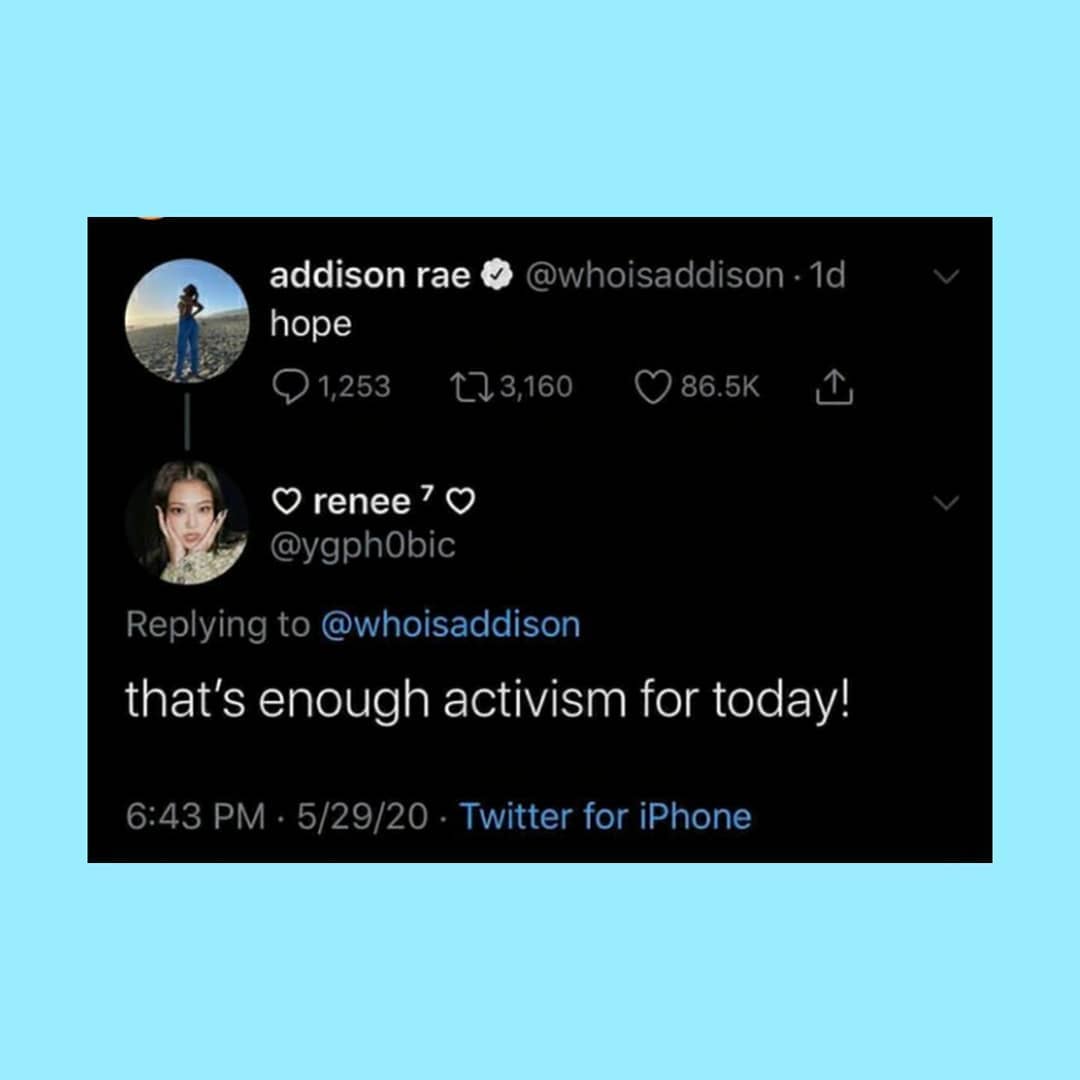 addison rae @whoisaddison · 1d
hope
1,253 3,160 86.5K
♡ renee ⁷ ♡
@ygph0bic
Replying to @whoisaddison
that's enough activism for today!
6:43 PM · 5/29/20 · Twitter for iPhone